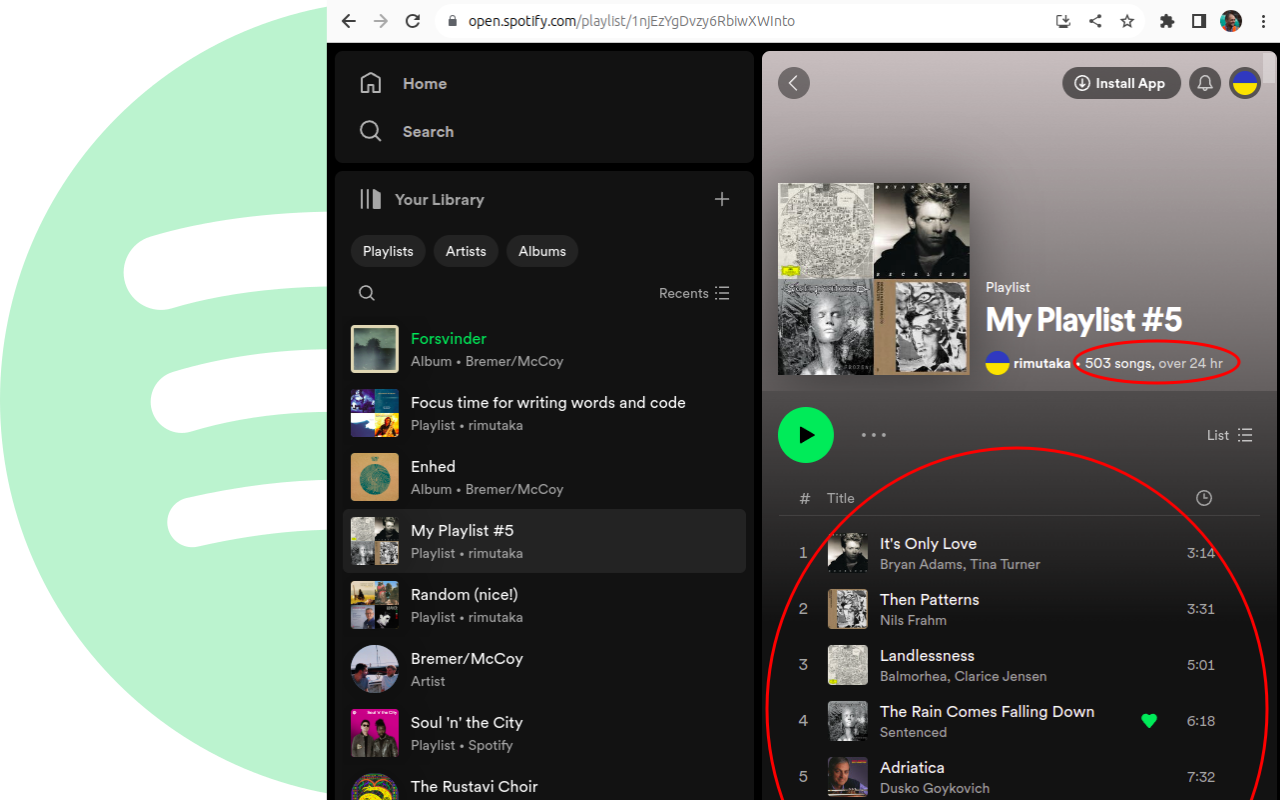 open.spotify.com/playlist/1njEzYgDvzy6RbiwXWInto
Home
Search
Your Library
Playlists
Artists
Albums
Recents
Forsvinder
Album • Bremer/McCoy
Focus time for writing words and code
Playlist • rimutaka
Enhed
Album • Bremer/McCoy
My Playlist #5
Playlist • rimutaka
Random (nice!)
Playlist • rimutaka
Bremer/McCoy
Artist
Soul 'n' the City
Playlist • Spotify
The Rustavi Choir
Install App
Playlist
My Playlist #5
rimutaka • 503 songs, over 24 hr
List
# Title
1 It's Only Love 3:14
Bryan Adams, Tina Turner
2 Then Patterns 3:31
Nils Frahm
3 Landlessness 5:01
Balmorhea, Clarice Jensen
4 The Rain Comes Falling Down 6:18
Sentenced
5 Adriatica 7:32
Dusko Goykovich